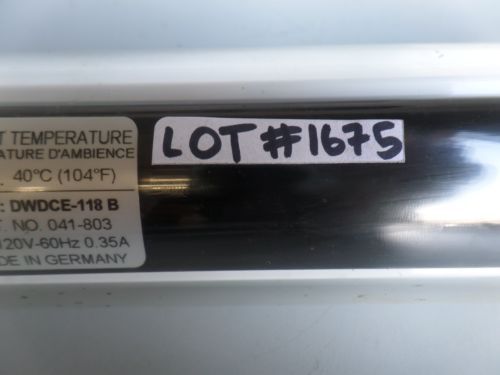 T TEMPERATURE
ATURE D'AMBIENCE
. 40°C (104°F)
: DWDCE-118 B
T. NO. 041-803
120V-60Hz 0.35A
DE IN GERMANY
LOT #1675